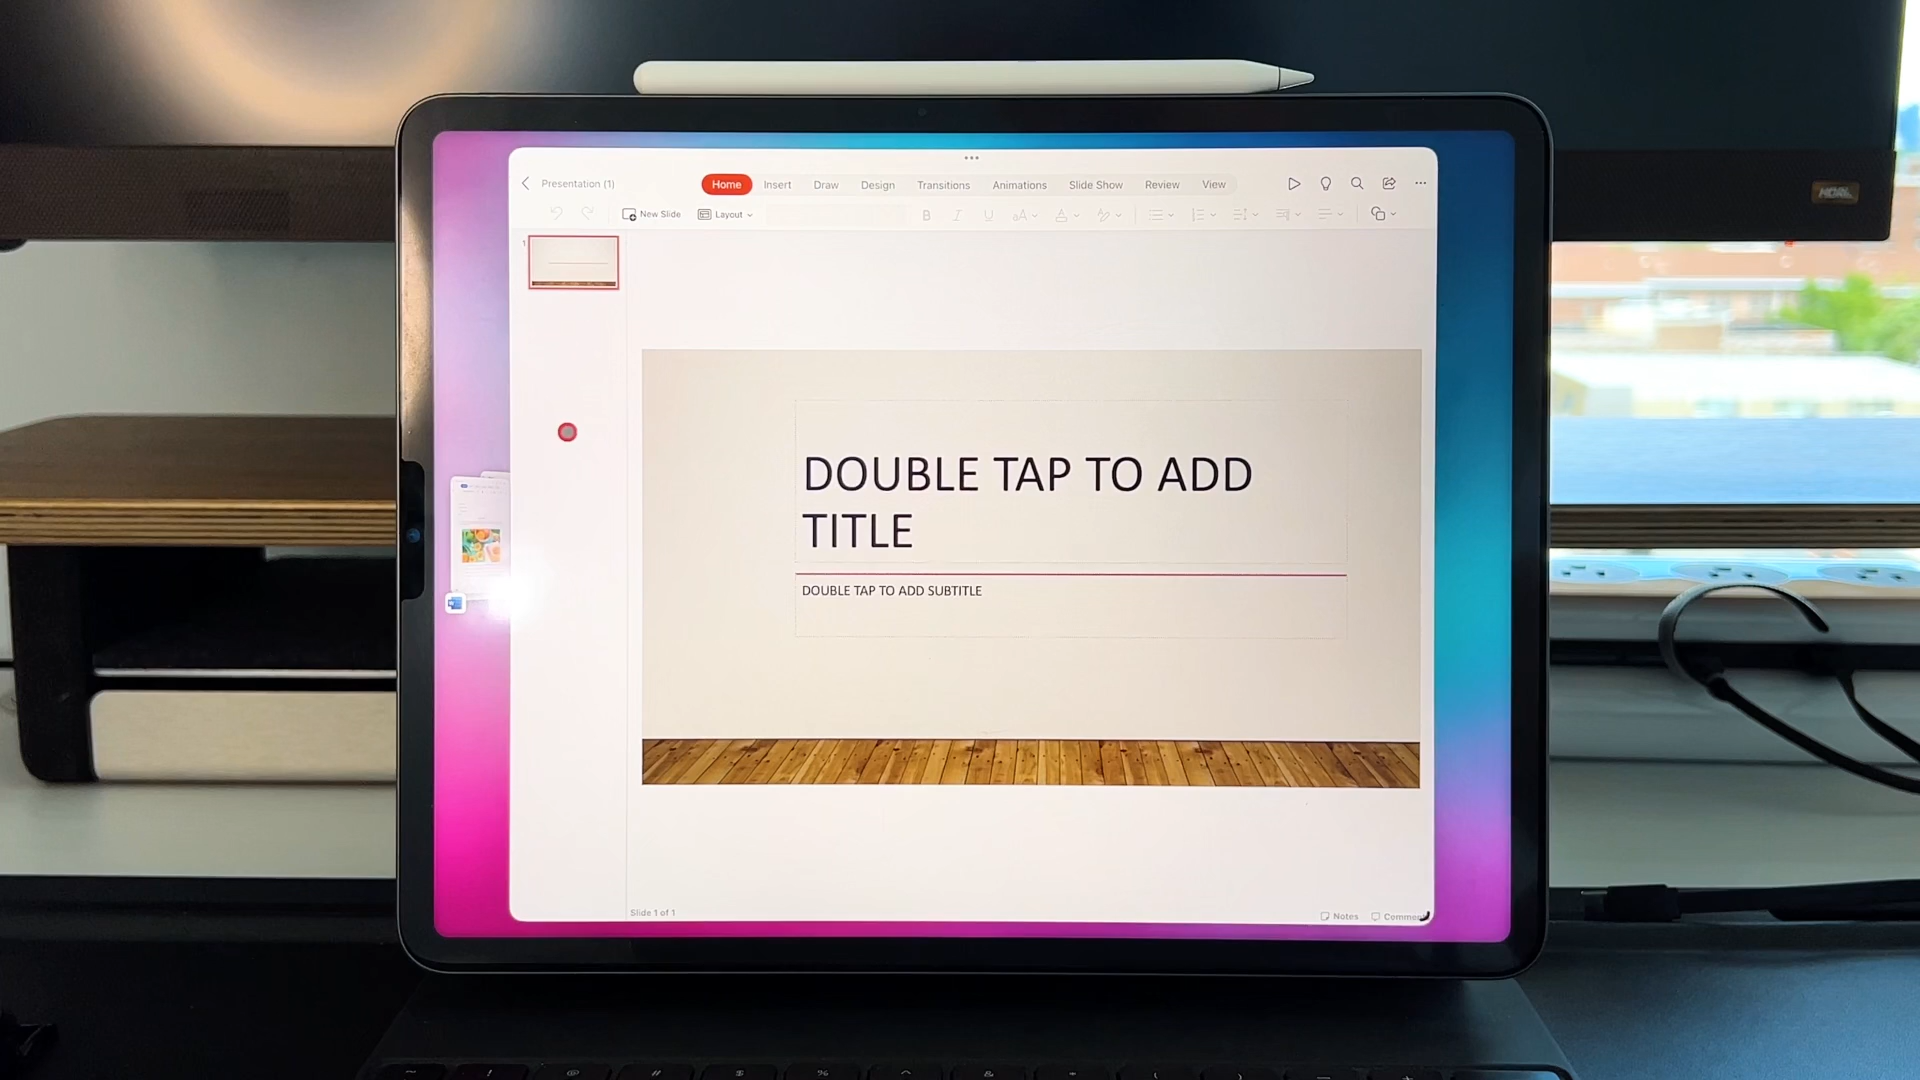 Presentation (1)
Home
Insert
Draw
Design
Transitions
Animations
Slide Show
Review
View
New Slide
Layout
B I U
1
DOUBLE TAP TO ADD
TITLE
DOUBLE TAP TO ADD SUBTITLE
Slide 1 of 1
Notes